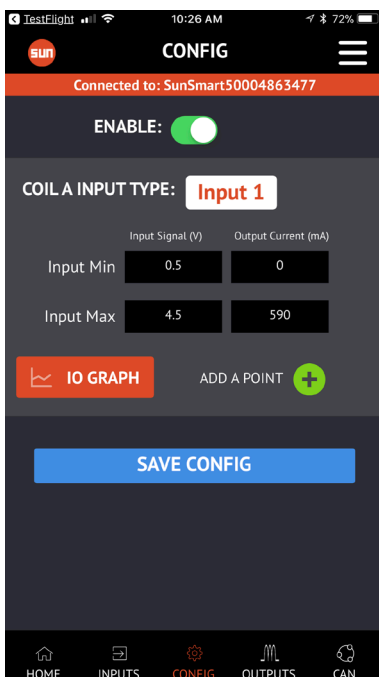 TestFlight 10:26 AM 72%
sun CONFIG
Connected to: SunSmart50004863477
ENABLE:
COIL A INPUT TYPE: Input 1
Input Signal (V) Output Current (mA)
Input Min 0.5 0
Input Max 4.5 590
IO GRAPH ADD A POINT +
SAVE CONFIG
HOME INPUTS CONFIG OUTPUTS CAN